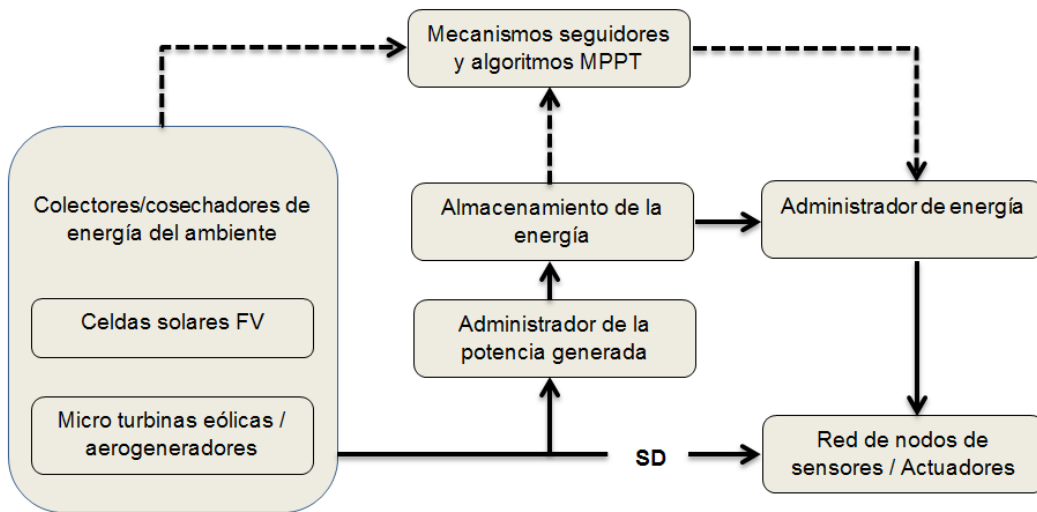 Mecanismos seguidores
y algoritmos MPPT
Colectores/cosechadores de
energía del ambiente
Celdas solares FV
Micro turbinas eólicas /
aerogeneradores
Almacenamiento de la
energía
Administrador de energía
Administrador de la
potencia generada
SD
Red de nodos de
sensores / Actuadores